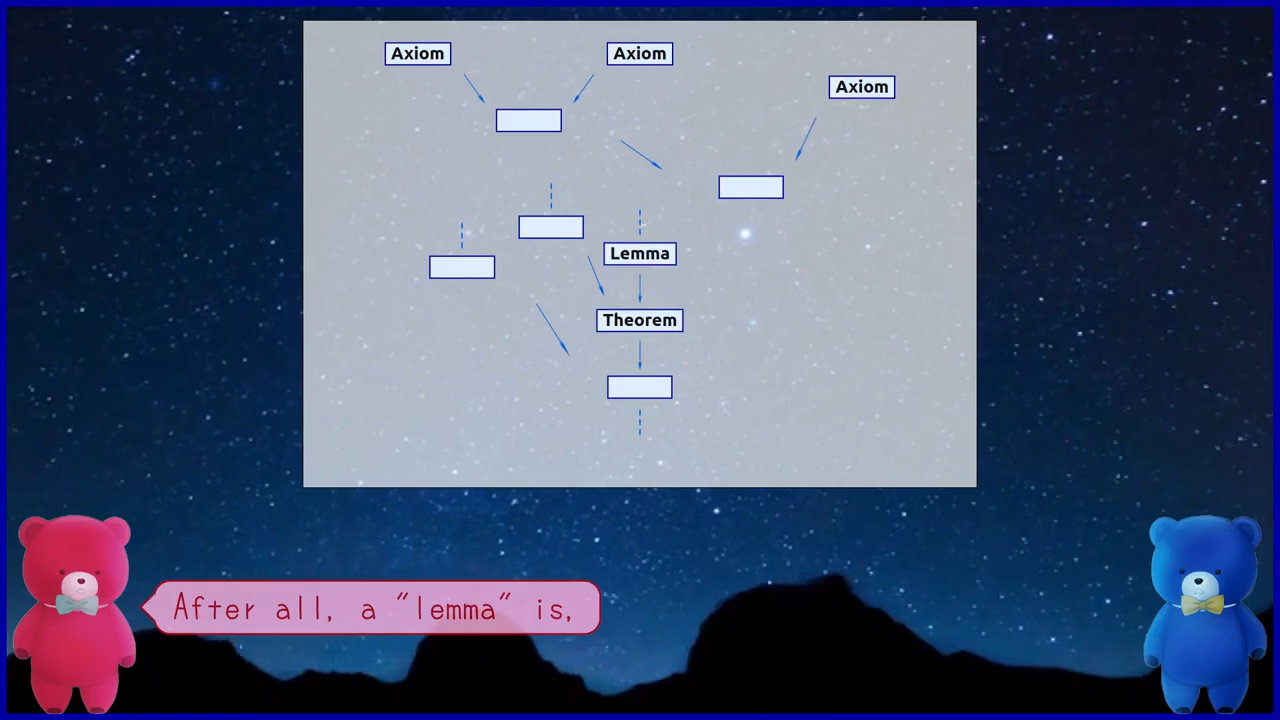 Axiom
Axiom
Axiom
Lemma
Theorem
After all, a "lemma" is,